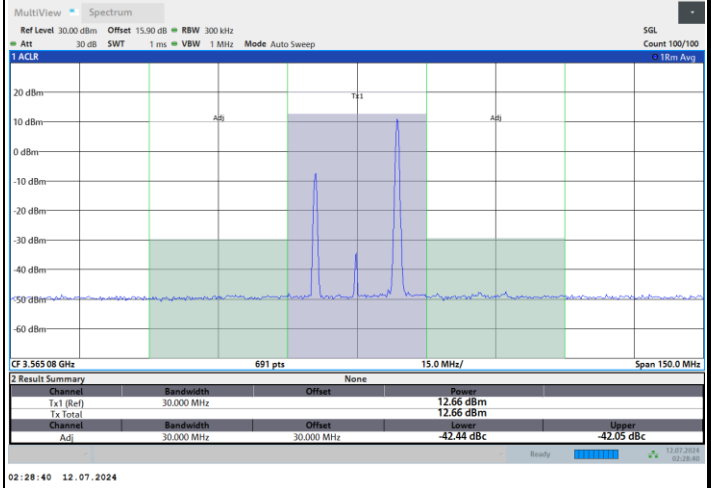 MultiView Spectrum
Ref Level 30.00 dBm Offset 15.90 dB RBW 300 kHz SGL
Att 30 dB SWT 1 ms VBW 1 MHz Mode Auto Sweep Count 100/100
1 ACLR 1Rm Avg
Tx1
Adj Adj
20 dBm
10 dBm
0 dBm
-10 dBm
-20 dBm
-30 dBm
-40 dBm
-50 dBm
-60 dBm
CF 3.565 08 GHz 691 pts 15.0 MHz/ Span 150.0 MHz
2 Result Summary None
Channel Bandwidth Offset Power
Tx1 (Ref) 30.000 MHz 12.66 dBm
Tx Total 12.66 dBm
Channel Bandwidth Offset Lower Upper
Adj 30.000 MHz 30.000 MHz -42.44 dBc -42.05 dBc
Ready 12.07.2024
02:28:40
02:28:40 12.07.2024